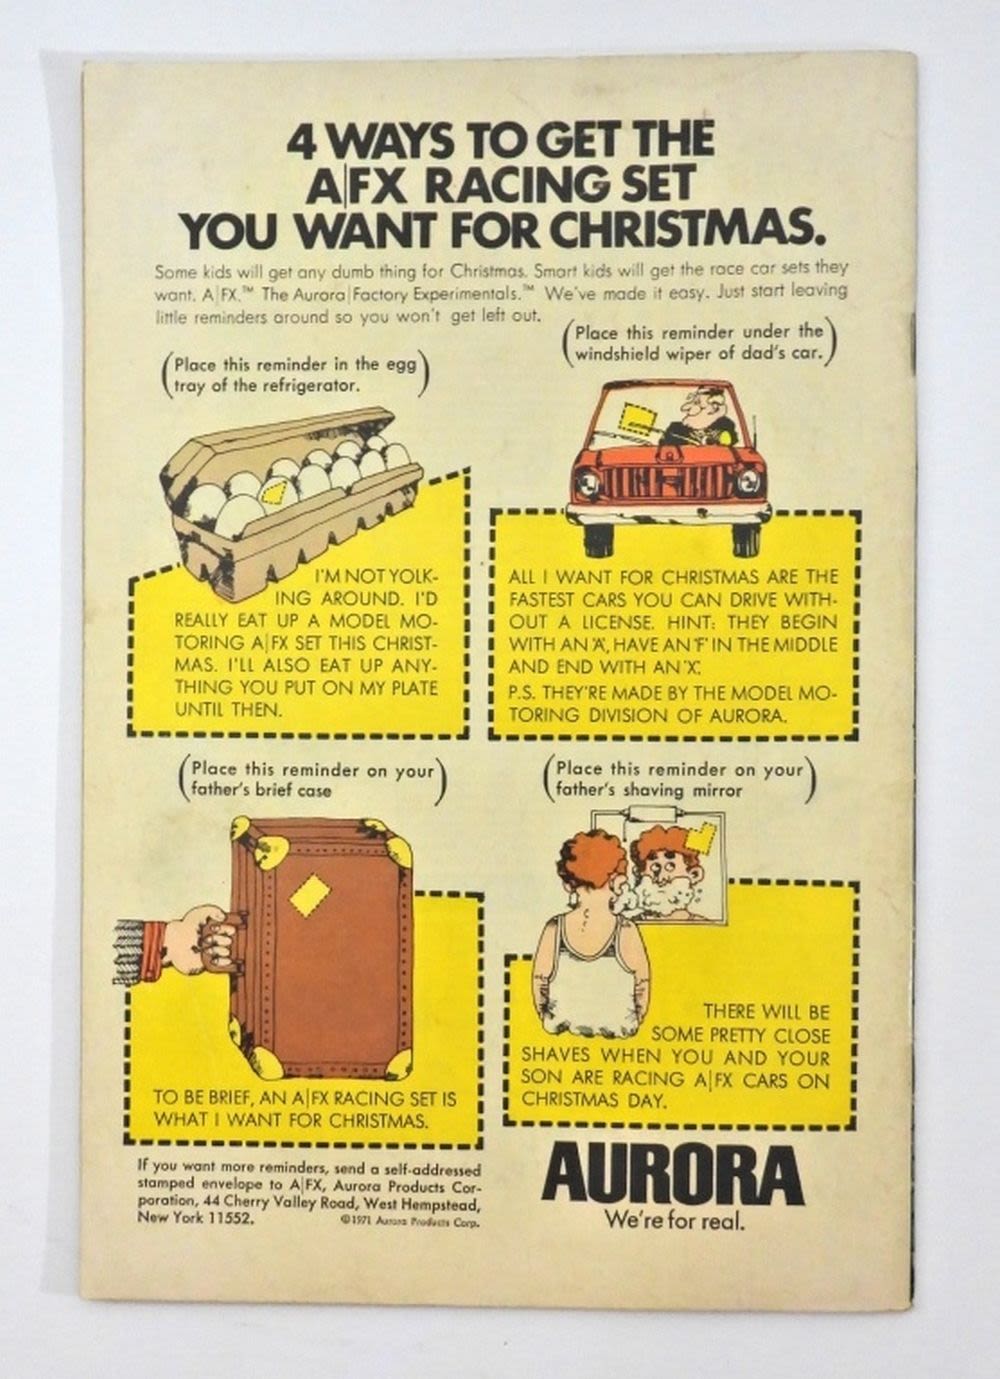 4 WAYS TO GET THE
A|FX RACING SET
YOU WANT FOR CHRISTMAS.
Some kids will get any dumb thing for Christmas. Smart kids will get the race car sets they
want. A|FX.™ The Aurora|Factory Experimentals.™ We've made it easy. Just start leaving
little reminders around so you won't get left out.
(Place this reminder in the egg
tray of the refrigerator.)
(Place this reminder under the
windshield wiper of dad's car.)
I'M NOT YOLK-
ING AROUND. I'D
REALLY EAT UP A MODEL MO-
TORING A|FX SET THIS CHRIST-
MAS. I'LL ALSO EAT UP ANY-
THING YOU PUT ON MY PLATE
UNTIL THEN.
ALL I WANT FOR CHRISTMAS ARE THE
FASTEST CARS YOU CAN DRIVE WITH-
OUT A LICENSE. HINT: THEY BEGIN
WITH AN 'A', HAVE AN 'F' IN THE MIDDLE
AND END WITH AN 'X'.
P.S. THEY'RE MADE BY THE MODEL MO-
TORING DIVISION OF AURORA.
(Place this reminder on your
father's brief case)
(Place this reminder on your
father's shaving mirror)
TO BE BRIEF, AN A|FX RACING SET IS
WHAT I WANT FOR CHRISTMAS.
THERE WILL BE
SOME PRETTY CLOSE
SHAVES WHEN YOU AND YOUR
SON ARE RACING A|FX CARS ON
CHRISTMAS DAY.
If you want more reminders, send a self-addressed
stamped envelope to A|FX, Aurora Products Cor-
poration, 44 Cherry Valley Road, West Hempstead,
New York 11552. ©1971 Aurora Products Corp.
AURORA
We're for real.